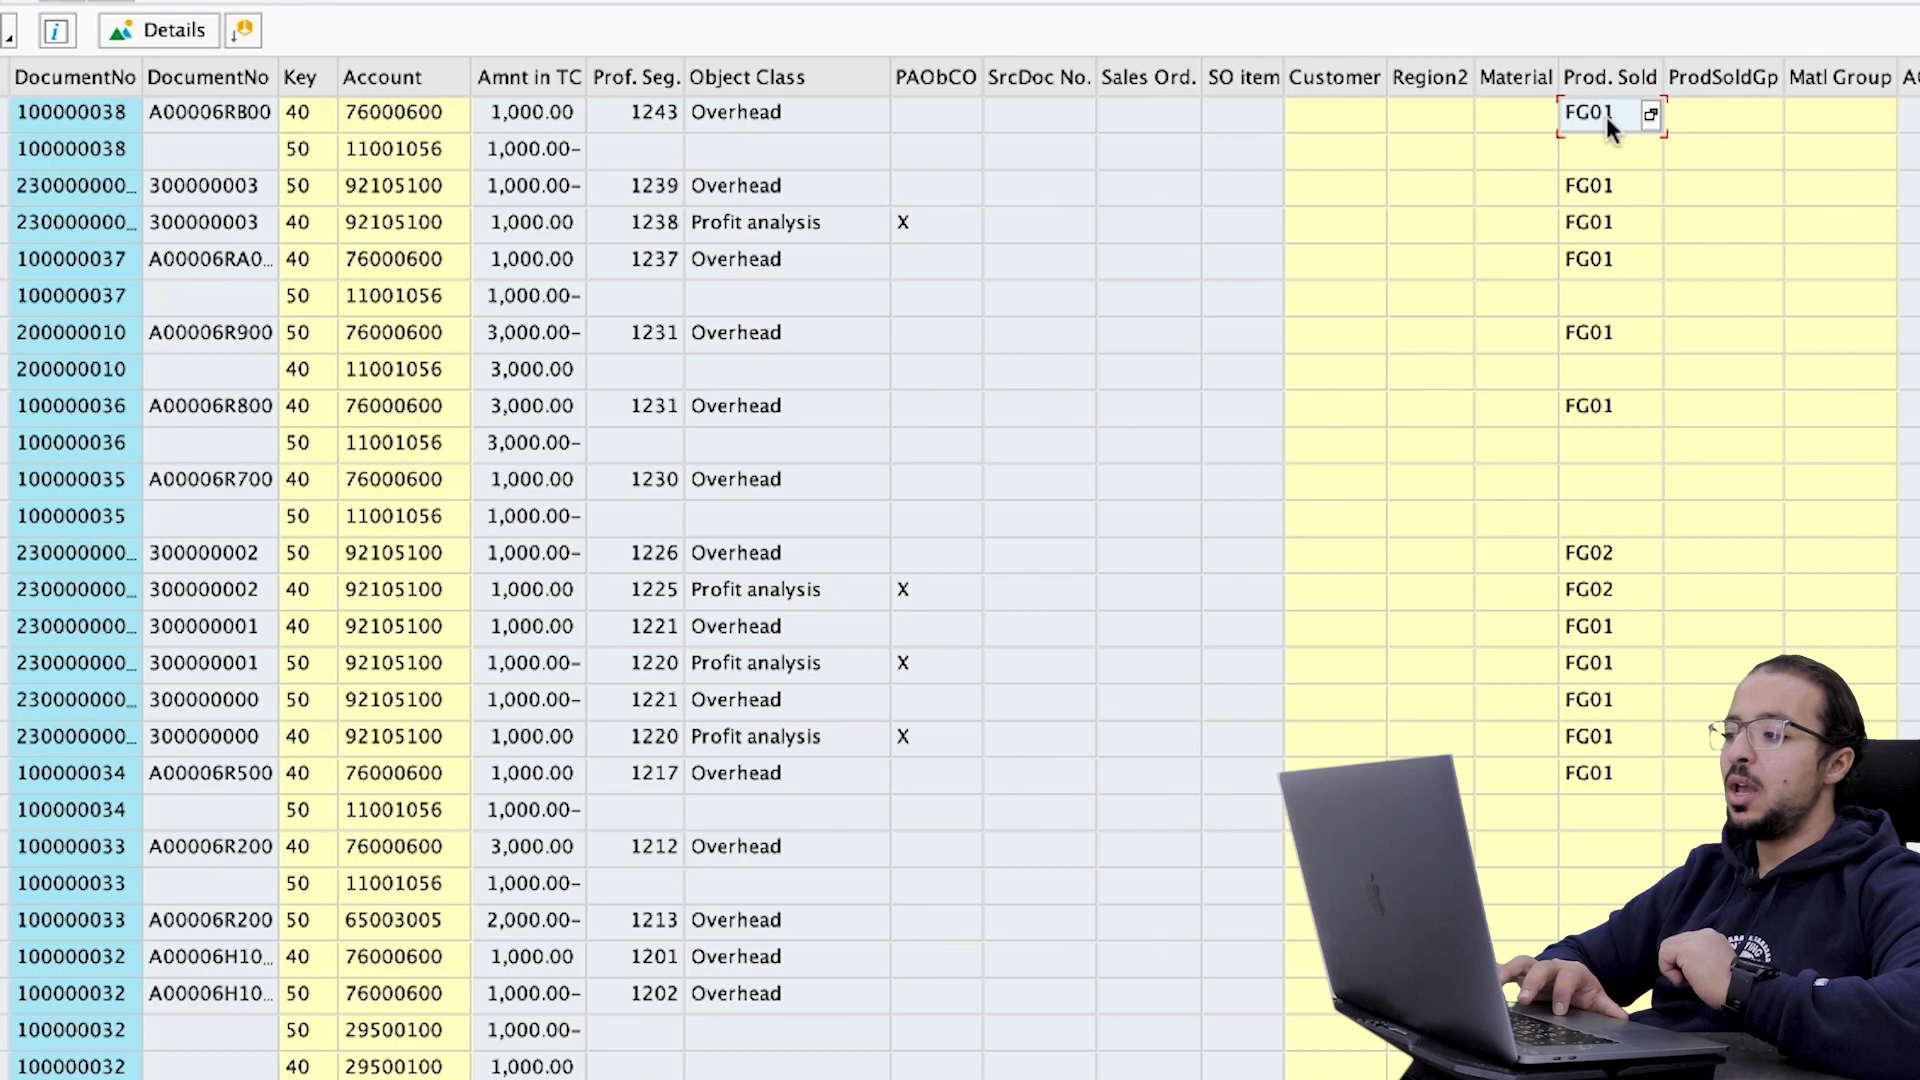 Details
DocumentNo DocumentNo Key Account Amnt in TC Prof. Seg. Object Class PAObCO SrcDoc No. Sales Ord. SO item Customer Region2 Material Prod. Sold ProdSoldGp Matl Group
100000038 A00006RB00 40 76000600 1,000.00 1243 Overhead FG01
100000038 50 11001056 1,000.00-
230000000... 300000003 50 92105100 1,000.00- 1239 Overhead FG01
230000000... 300000003 40 92105100 1,000.00 1238 Profit analysis X FG01
100000037 A00006RA0... 40 76000600 1,000.00 1237 Overhead FG01
100000037 50 11001056 1,000.00-
200000010 A00006R900 50 76000600 3,000.00- 1231 Overhead FG01
200000010 40 11001056 3,000.00
100000036 A00006R800 40 76000600 3,000.00 1231 Overhead FG01
100000036 50 11001056 3,000.00-
100000035 A00006R700 40 76000600 1,000.00 1230 Overhead
100000035 50 11001056 1,000.00-
230000000... 300000002 50 92105100 1,000.00- 1226 Overhead FG02
230000000... 300000002 40 92105100 1,000.00 1225 Profit analysis X FG02
230000000... 300000001 40 92105100 1,000.00 1221 Overhead FG01
230000000... 300000001 50 92105100 1,000.00- 1220 Profit analysis X FG01
230000000... 300000000 50 92105100 1,000.00- 1221 Overhead FG01
230000000... 300000000 40 92105100 1,000.00 1220 Profit analysis X FG01
100000034 A00006R500 40 76000600 1,000.00 1217 Overhead FG01
100000034 50 11001056 1,000.00-
100000033 A00006R200 40 76000600 3,000.00 1212 Overhead
100000033 50 11001056 1,000.00-
100000033 A00006R200 50 65003005 2,000.00- 1213 Overhead
100000032 A00006H10... 40 76000600 1,000.00 1201 Overhead
100000032 A00006H10... 50 76000600 1,000.00- 1202 Overhead
100000032 50 29500100 1,000.00-
100000032 40 29500100 1,000.00